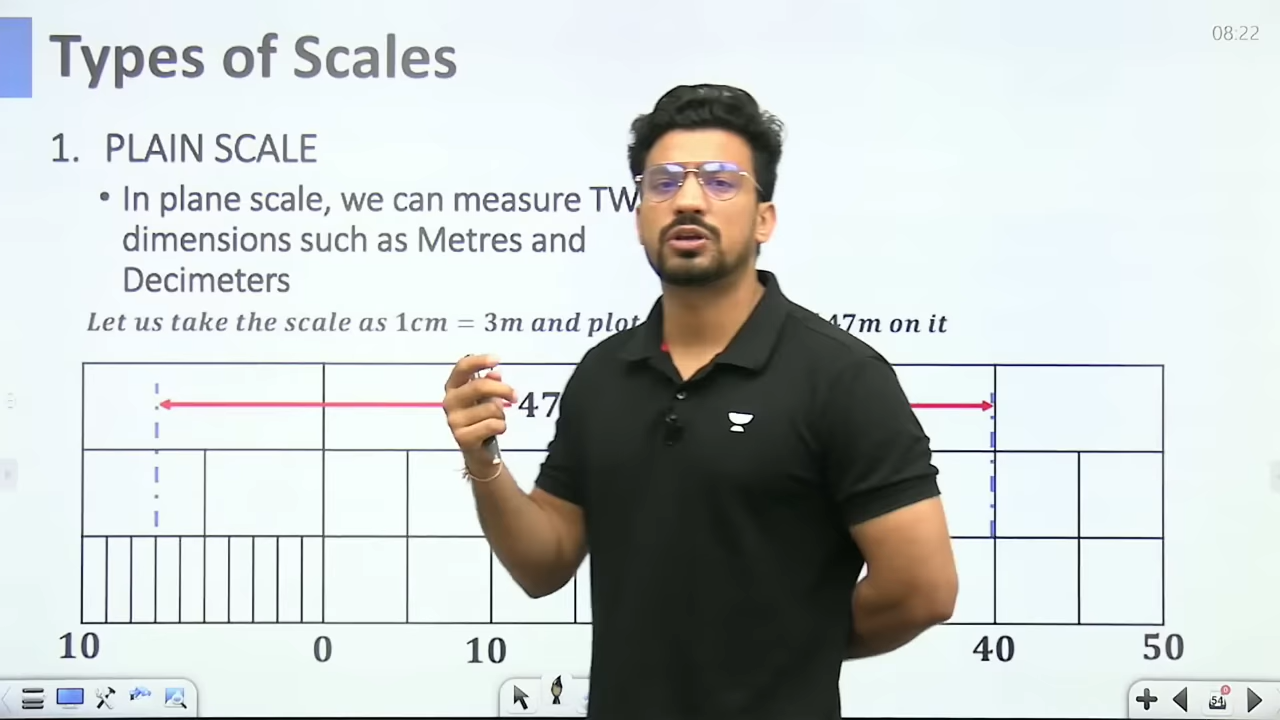 Types of Scales
08:22
1. PLAIN SCALE
• In plane scale, we can measure
dimensions such as Metres and
Decimeters
Let us take the scale as 1cm = 3m and plot 47m on it
47
10 0 10 40 50
54